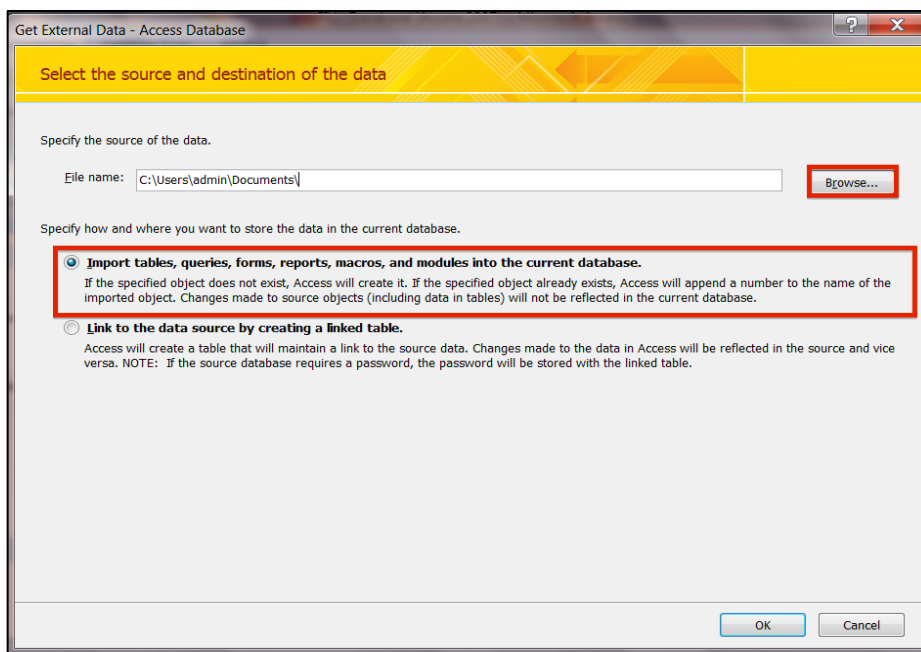 Get External Data - Access Database
?
X
Select the source and destination of the data
Specify the source of the data.
File name: C:\Users\admin\Documents\
Browse...
Specify how and where you want to store the data in the current database.
Import tables, queries, forms, reports, macros, and modules into the current database.
If the specified object does not exist, Access will create it. If the specified object already exists, Access will append a number to the name of the
imported object. Changes made to source objects (including data in tables) will not be reflected in the current database.
Link to the data source by creating a linked table.
Access will create a table that will maintain a link to the source data. Changes made to the data in Access will be reflected in the source and vice
versa. NOTE: If the source database requires a password, the password will be stored with the linked table.
OK
Cancel